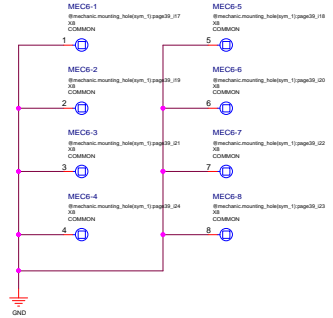 MEC6-1
@mechanic.mounting_hole(sym_1):page39_i17
X8
COMMON
1
MEC6-5
@mechanic.mounting_hole(sym_1):page39_i18
X8
COMMON
5
MEC6-2
@mechanic.mounting_hole(sym_1):page39_i19
X8
COMMON
2
MEC6-6
@mechanic.mounting_hole(sym_1):page39_i20
X8
COMMON
6
MEC6-3
@mechanic.mounting_hole(sym_1):page39_i21
X8
COMMON
3
MEC6-7
@mechanic.mounting_hole(sym_1):page39_i22
X8
COMMON
7
MEC6-4
@mechanic.mounting_hole(sym_1):page39_i24
X8
COMMON
4
MEC6-8
@mechanic.mounting_hole(sym_1):page39_i23
X8
COMMON
8
GND